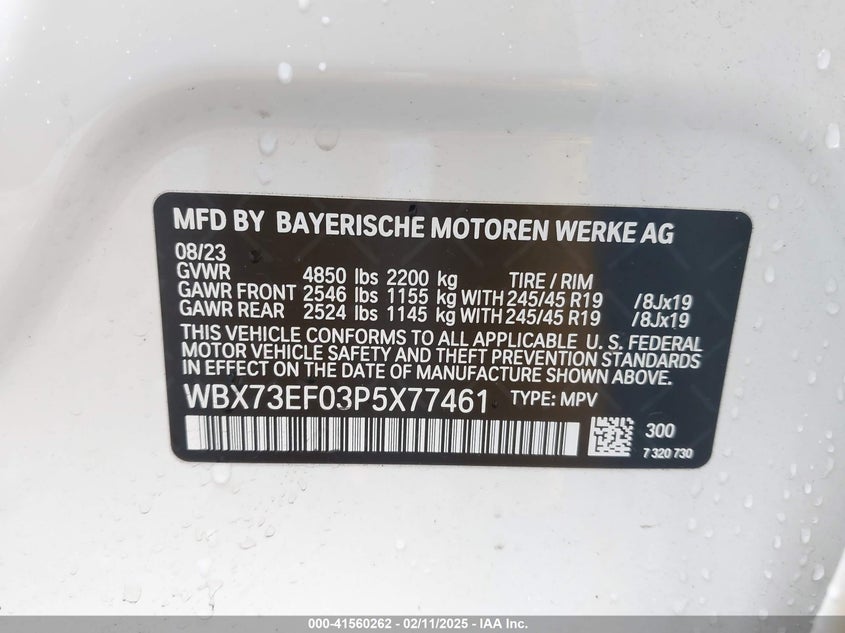 MFD BY BAYERISCHE MOTOREN WERKE AG
08/23
GVWR 4850 lbs 2200 kg TIRE / RIM
GAWR FRONT 2546 lbs 1155 kg WITH 245/45 R19 /8Jx19
GAWR REAR 2524 lbs 1145 kg WITH 245/45 R19 /8Jx19
THIS VEHICLE CONFORMS TO ALL APPLICABLE U.S. FEDERAL
MOTOR VEHICLE SAFETY AND THEFT PREVENTION STANDARDS
IN EFFECT ON THE DATE OF MANUFACTURE SHOWN ABOVE.
WBX73EF03P5X77461 TYPE: MPV
300
7 320 730
000-41560262 - 02/11/2025 - IAA Inc.